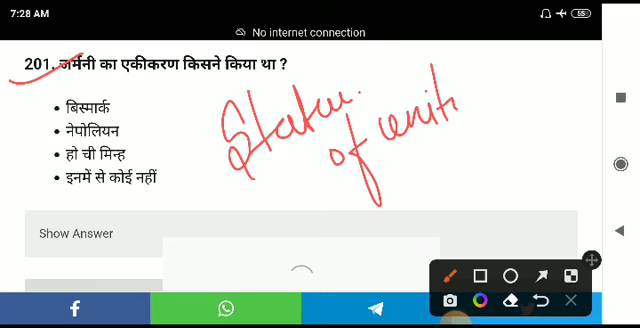 7:28 AM
55
No internet connection
201. जर्मनी का एकीकरण किसने किया था ?
बिस्मार्क
नेपोलियन
हो ची मिन्ह
इनमें से कोई नहीं
of unit
Show Answer